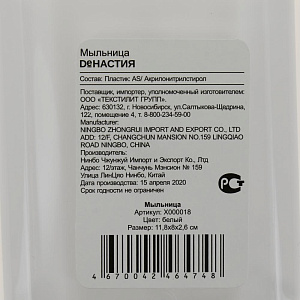 Мыльница
DeНАСТИЯ
Состав: Пластик AS/ Акрилонитрилстирол
Поставщик, импортер, уполномоченный изготовителем:
ООО «ТЕКСТИЛИТ ГРУПП».
Адрес: 630132, г. Новосибирск, ул.Салтыкова-Щедрина,
122, помещение 4, т. 8-800-234-59-00
MANUFACTURER:
NINGBO ZHONGRUI IMPORT AND EXPORT CO., LTD
ADD: 12/F, CHANGCHUN MANSION NO.159 LINGQIAO
ROAD NINGBO, CHINA
Производитель:
Нинбо Чжунжуй Импорт и Экспорт Ко., Лтд
Адрес: 12/этаж, Чанчунь Мэнсион № 159
Улица ЛинЦяо Нинбо, Китай
Дата изготовления: 15 апреля 2020
Срок годности не ограничен
РСТ
Мыльница
Артикул: X000018
Цвет: белый
Размер: 11,8x8x2,6 см
4 670042 464748